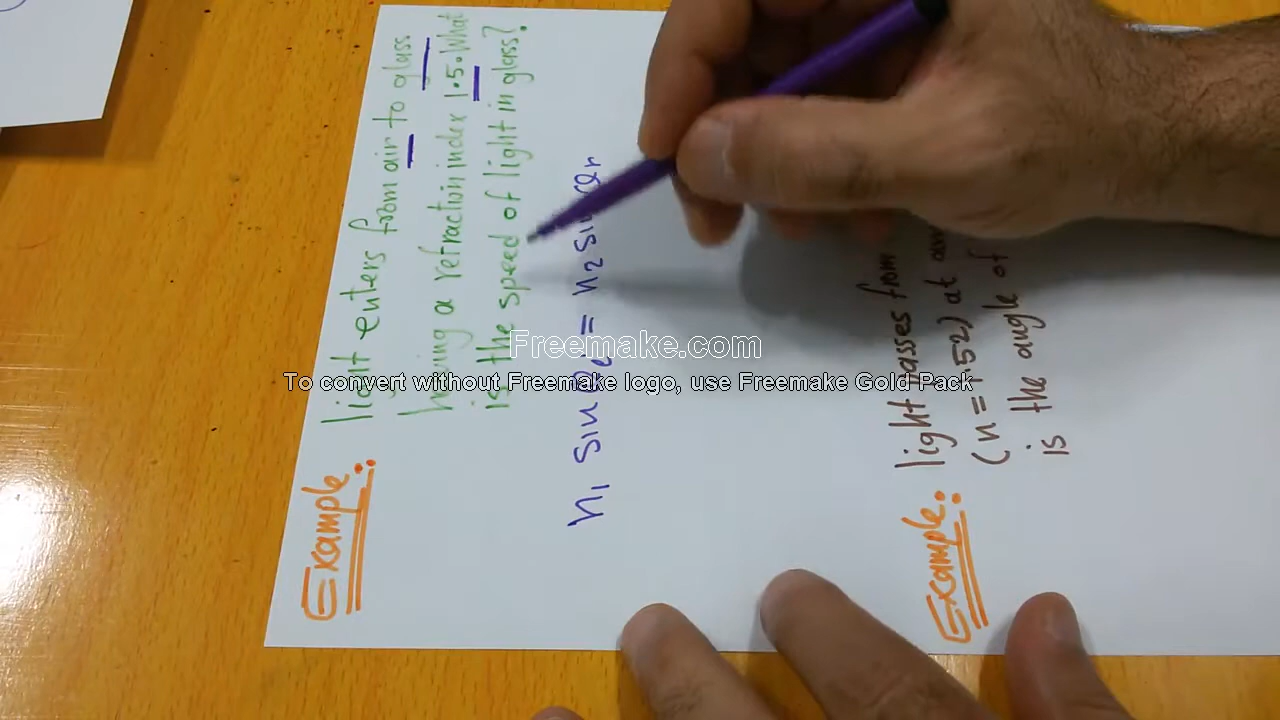 Example:
light enters from air to glass
having a refraction index 1.5. What
is the speed of light in glass?
n₁ sinθi = n₂ sin θr
Example:
light Passes from
(n = 1.52) at an
is the angle of
Freemake.com
To convert without Freemake logo, use Freemake Gold Pack